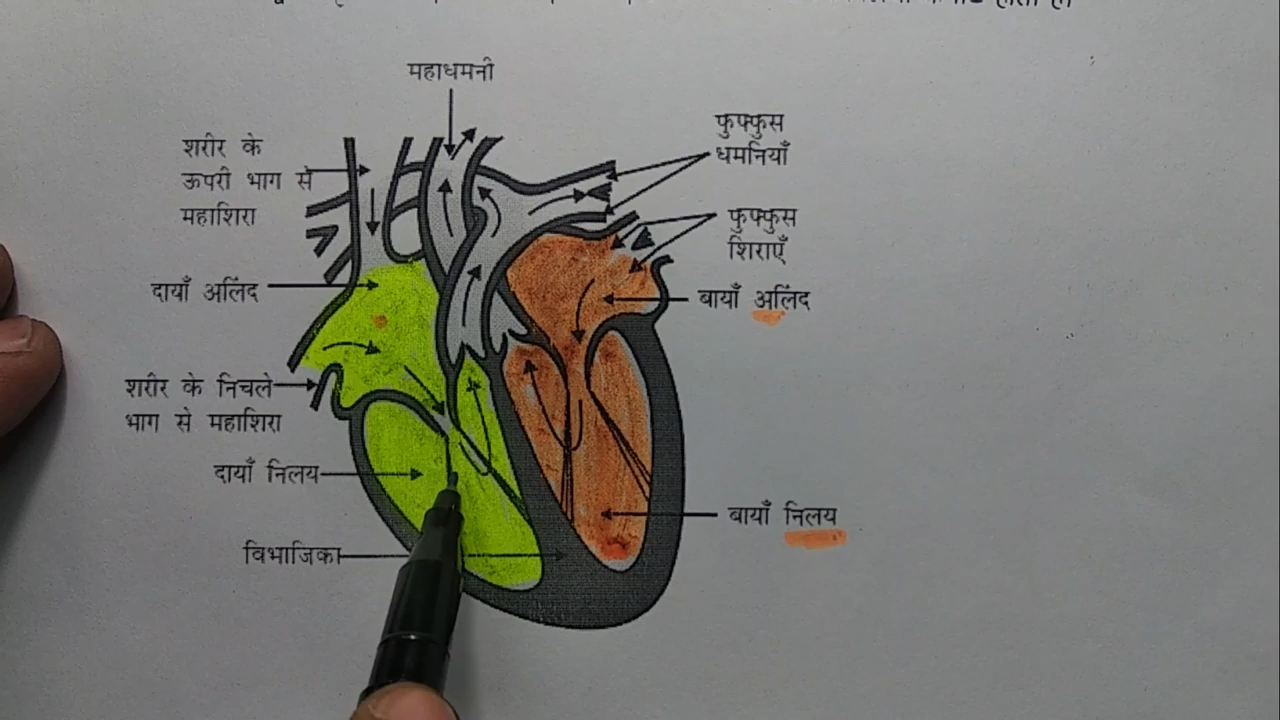 महाधमनी
शरीर के
ऊपरी भाग से
महाशिरा
फुफ्फुस
धमनियाँ
फुफ्फुस
शिराएँ
दायाँ अलिंद
बायाँ अलिंद
शरीर के निचले
भाग से महाशिरा
दायाँ निलय
बायाँ निलय
विभाजिका